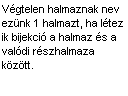 Végtelen halmaznak nev
ezünk 1 halmazt, ha létez
ik bijekció a halmaz és a
valódi részhalmaza
között.